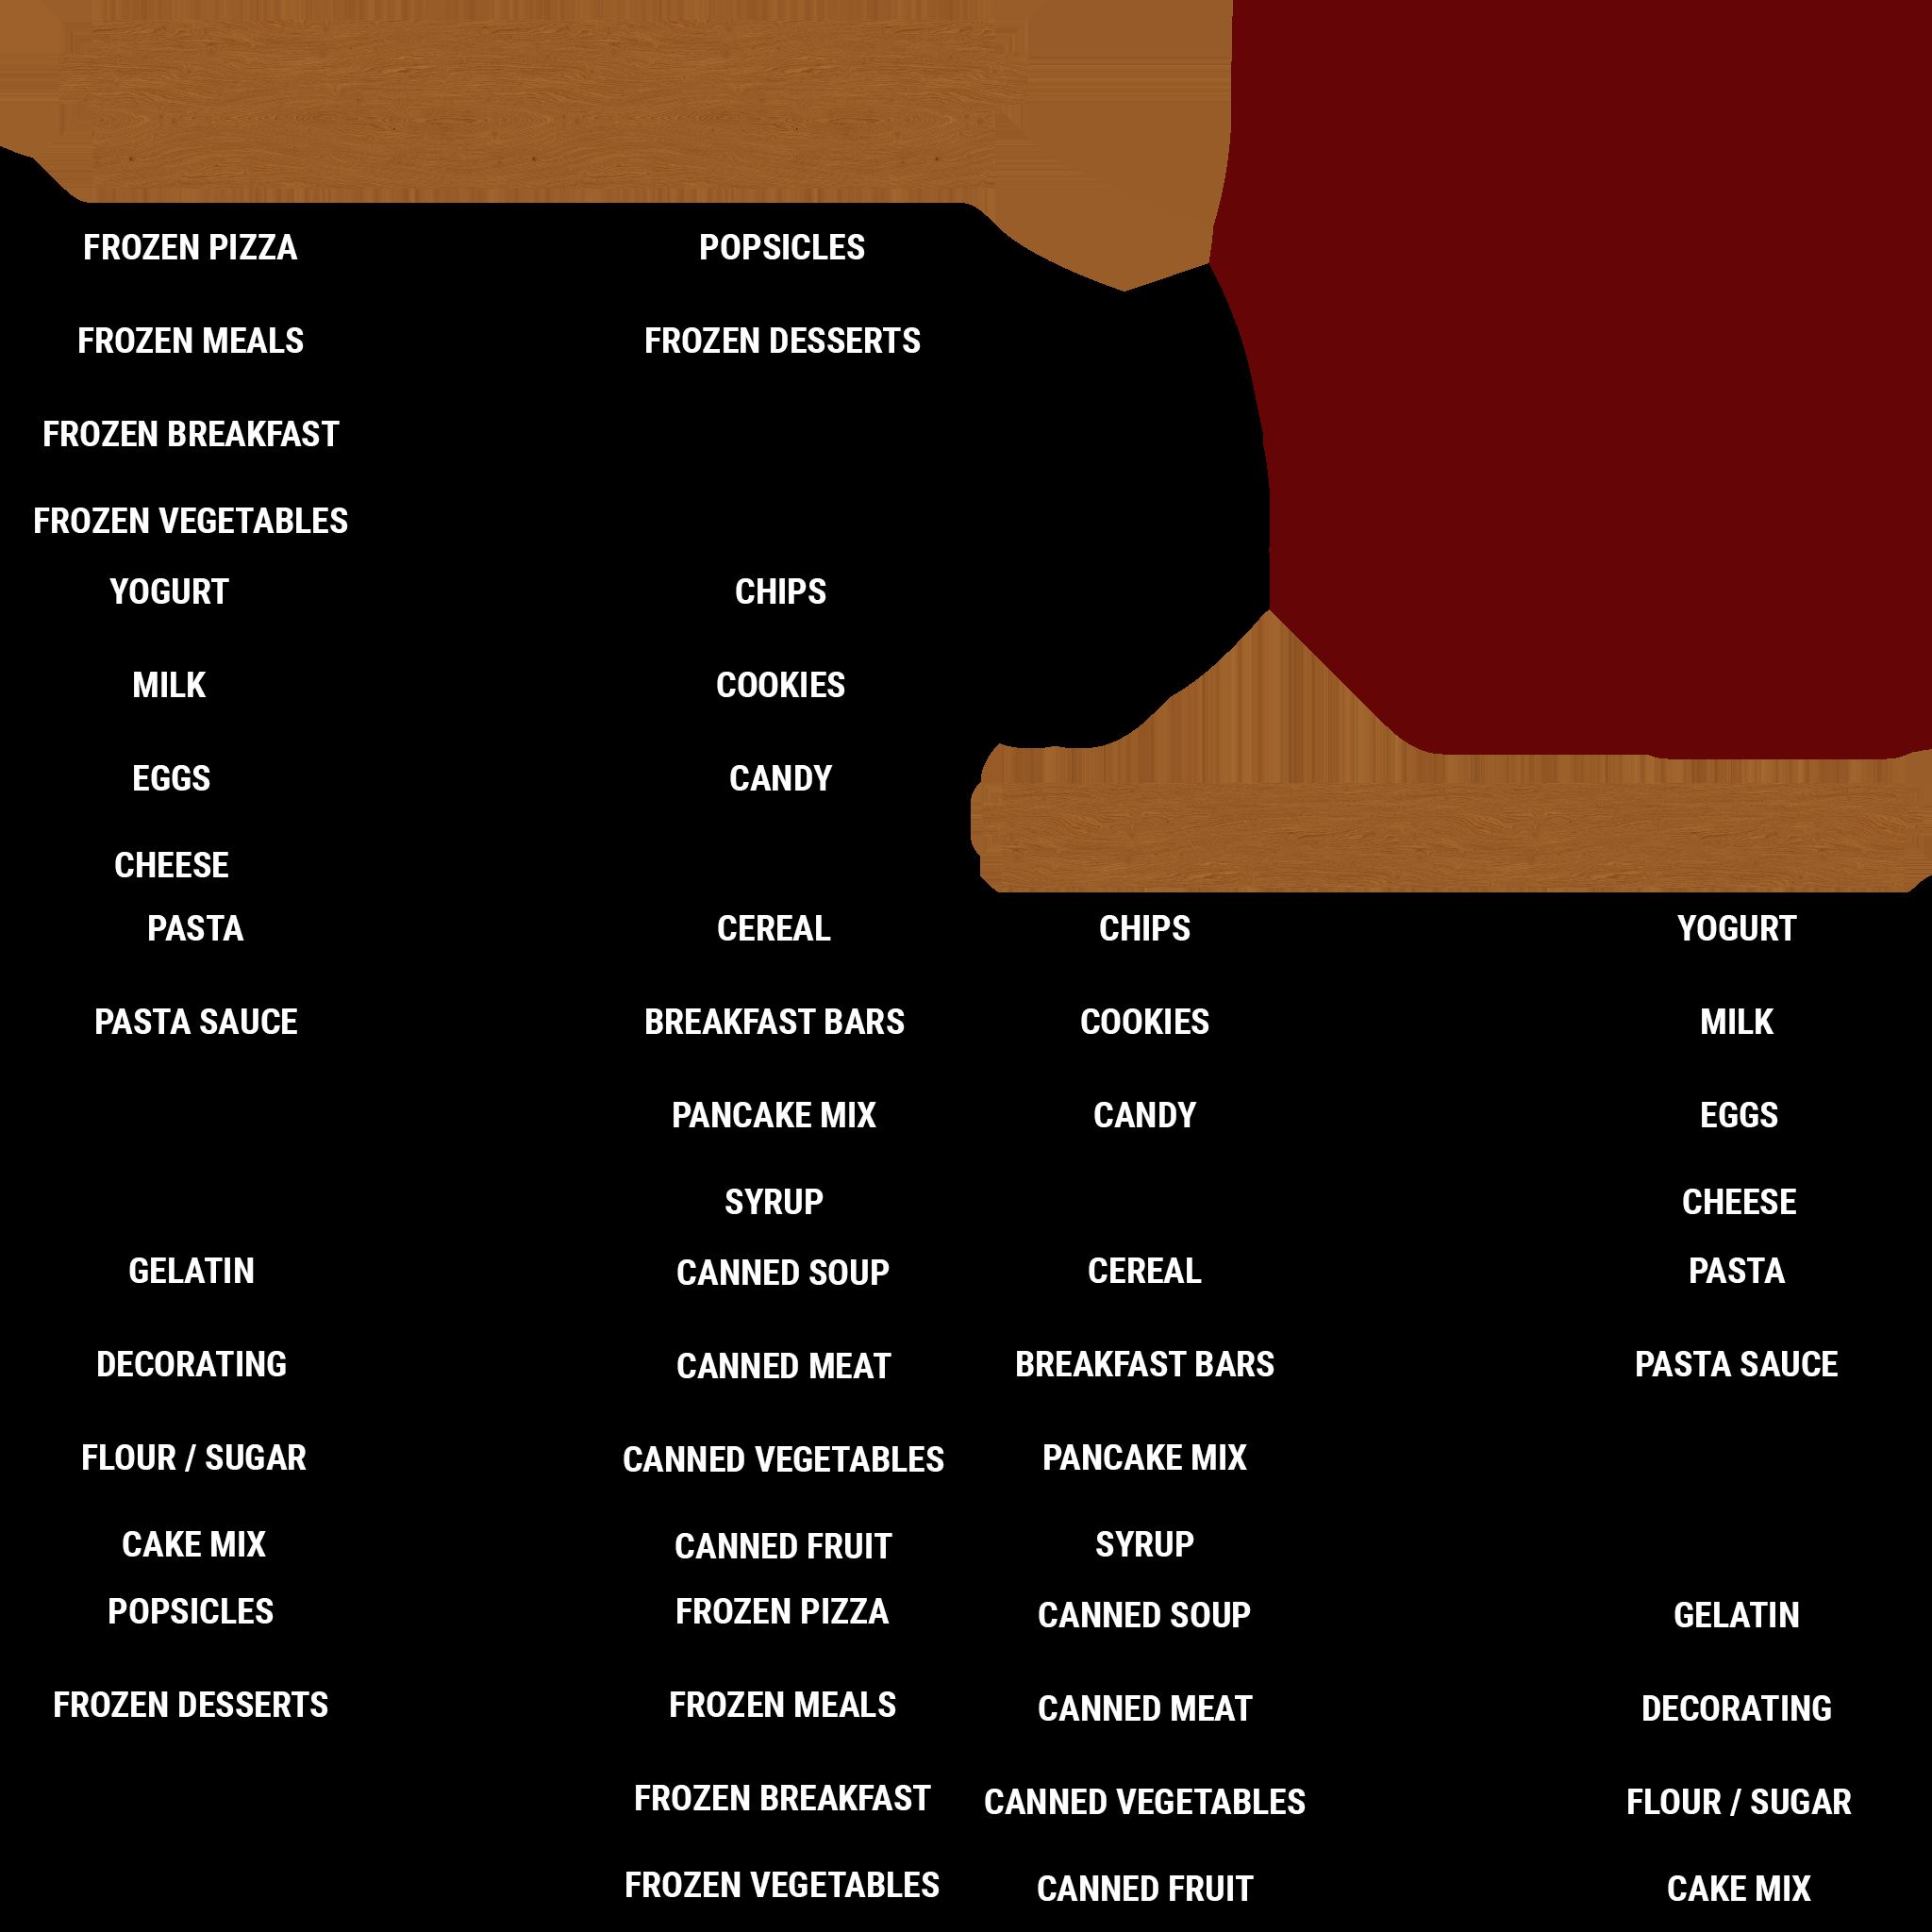 FROZEN PIZZA POPSICLES
FROZEN MEALS FROZEN DESSERTS
FROZEN BREAKFAST
FROZEN VEGETABLES
YOGURT CHIPS
MILK COOKIES
EGGS CANDY
CHEESE
PASTA CEREAL CHIPS YOGURT
PASTA SAUCE BREAKFAST BARS COOKIES MILK
PANCAKE MIX CANDY EGGS
SYRUP CHEESE
GELATIN CANNED SOUP CEREAL PASTA
DECORATING CANNED MEAT BREAKFAST BARS PASTA SAUCE
FLOUR / SUGAR CANNED VEGETABLES PANCAKE MIX
CAKE MIX CANNED FRUIT SYRUP
POPSICLES FROZEN PIZZA CANNED SOUP GELATIN
FROZEN DESSERTS FROZEN MEALS CANNED MEAT DECORATING
FROZEN BREAKFAST CANNED VEGETABLES FLOUR / SUGAR
FROZEN VEGETABLES CANNED FRUIT CAKE MIX